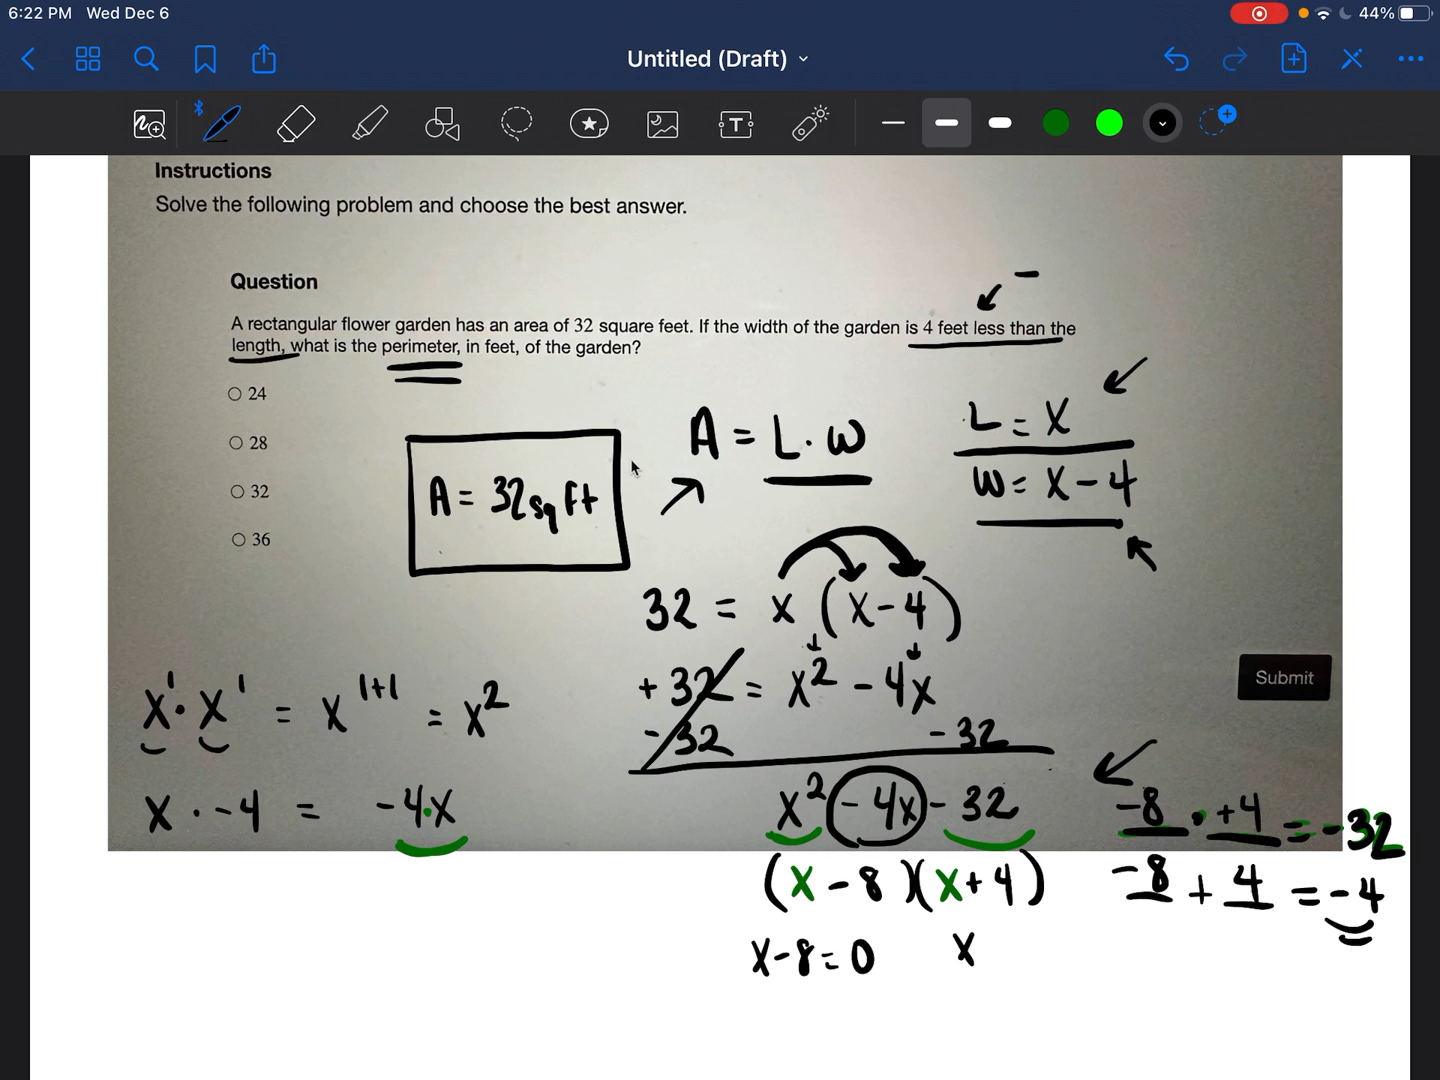 6:22 PM Wed Dec 6
44%
Untitled (Draft)
T
Instructions
Solve the following problem and choose the best answer.
Question
A rectangular flower garden has an area of 32 square feet. If the width of the garden is 4 feet less than the
length, what is the perimeter, in feet, of the garden?
24
28
32
36
-
A = 32 sq ft
A = L · W
L = X
W = X - 4
32 = x (x - 4)
+ 32 = x² - 4x
- 32 - 32
x² - 4x - 32
(x - 8)(x + 4)
x - 8 = 0 x
x¹ · x¹ = x¹⁺¹ = x²
x · -4 = -4·x
-8 · +4 = -32
-8 + 4 = -4
Submit